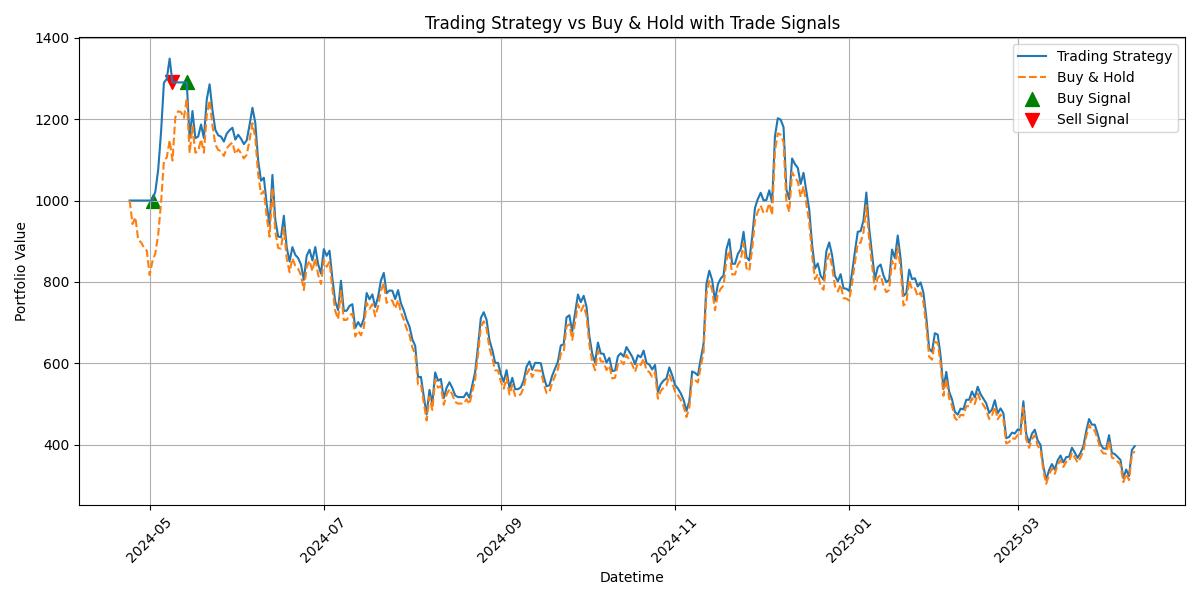 Trading Strategy vs Buy & Hold with Trade Signals
1400
1200
1000
800
600
400
Portfolio Value
Trading Strategy
Buy & Hold
Buy Signal
Sell Signal
2024-05
2024-07
2024-09
2024-11
2025-01
2025-03
Datetime